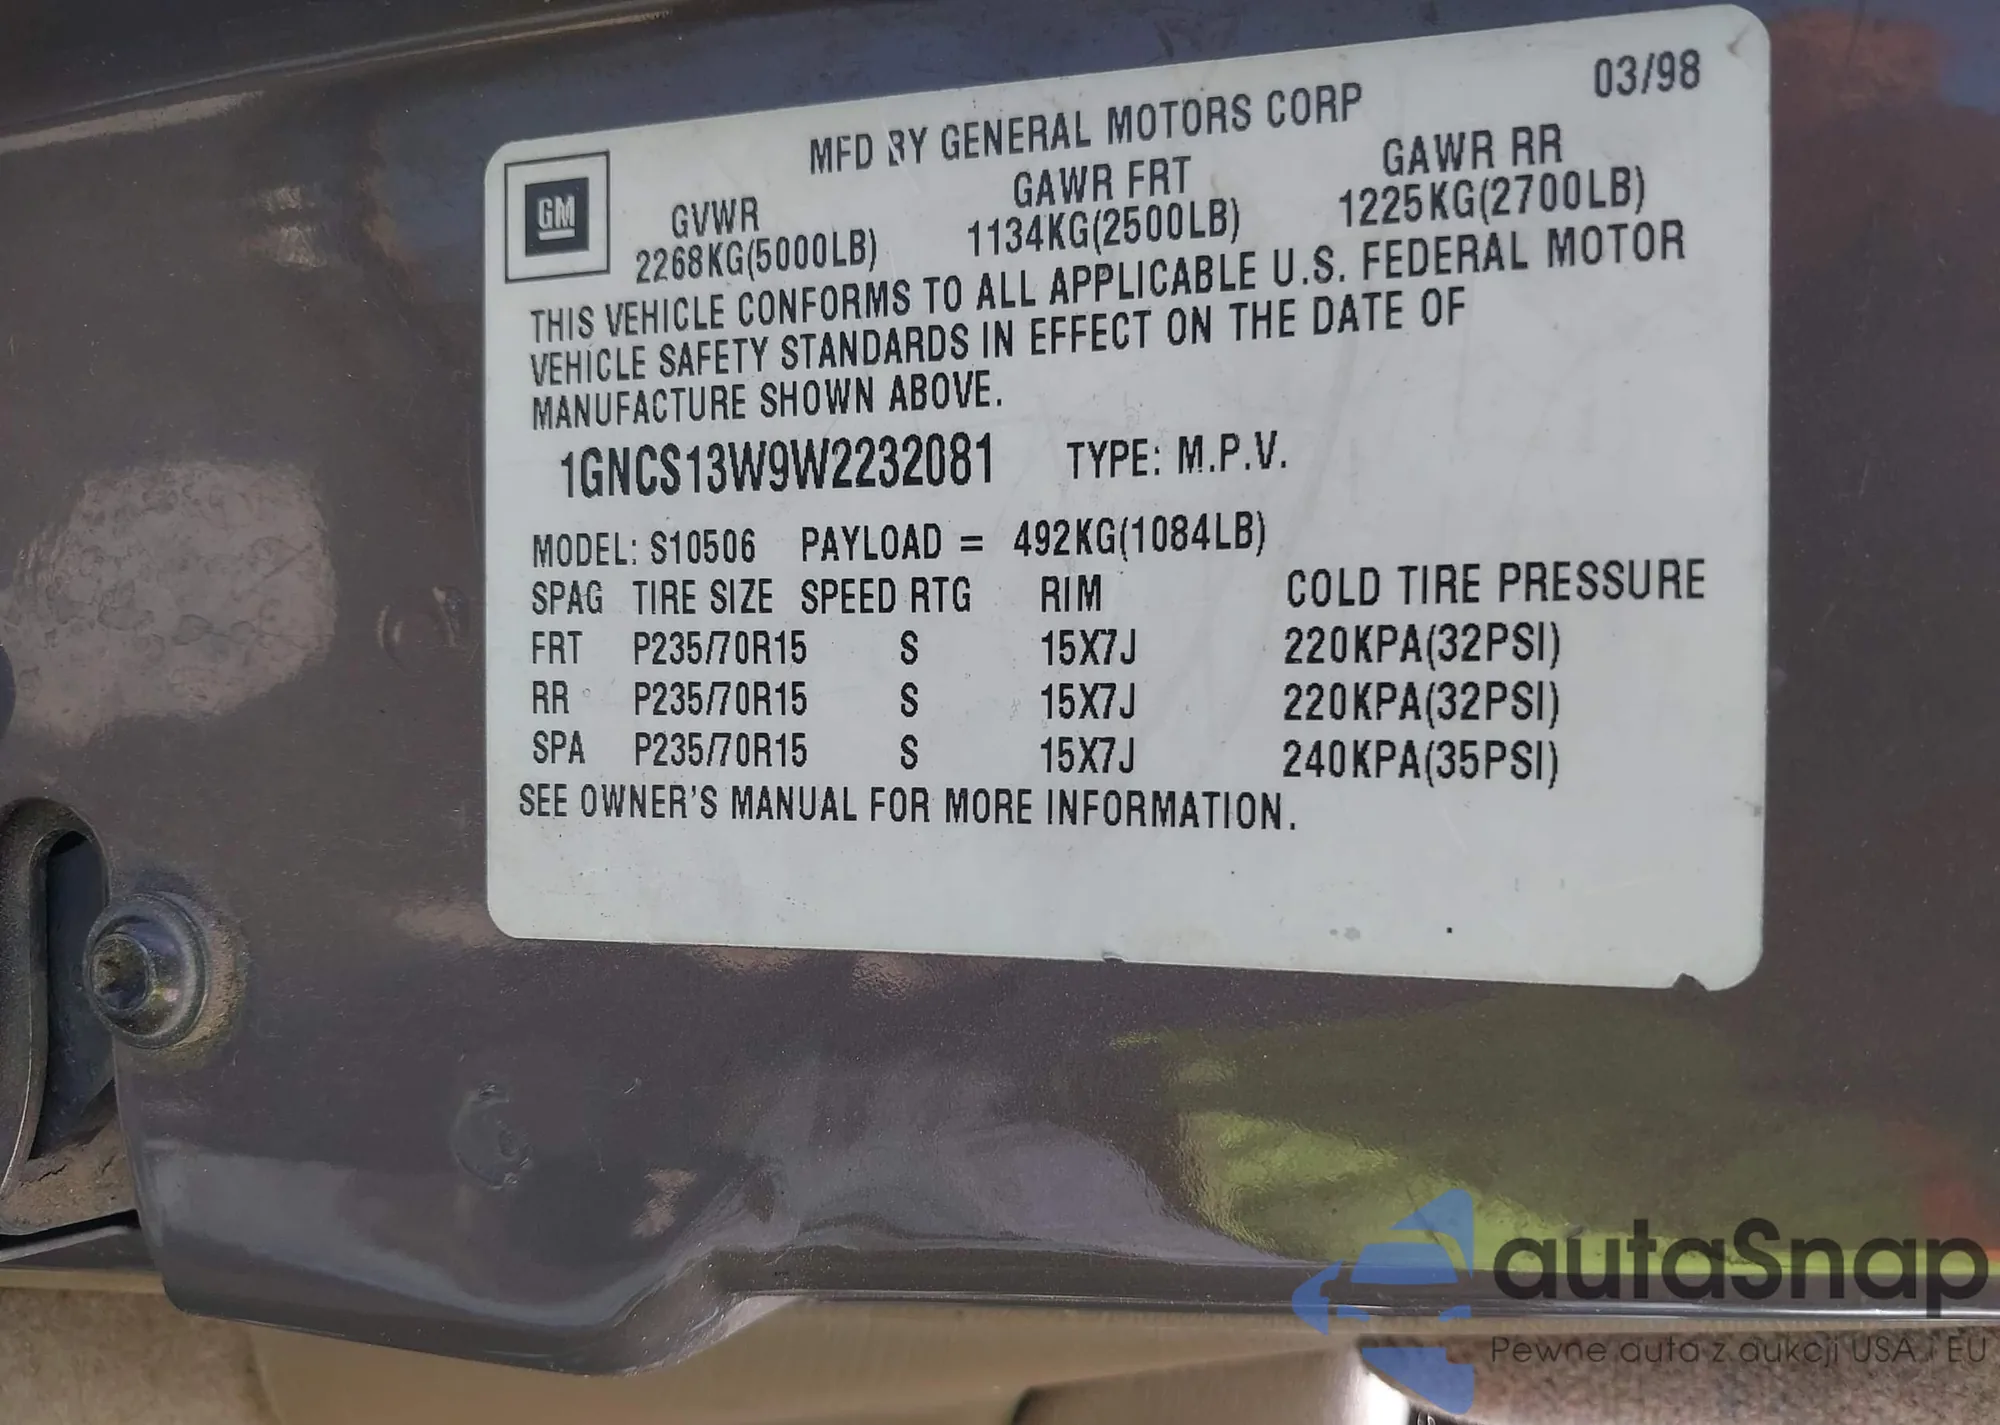 03/98
MFD BY GENERAL MOTORS CORP
GM
GVWR GAWR FRT GAWR RR
2268KG(5000LB) 1134KG(2500LB) 1225KG(2700LB)
THIS VEHICLE CONFORMS TO ALL APPLICABLE U.S. FEDERAL MOTOR
VEHICLE SAFETY STANDARDS IN EFFECT ON THE DATE OF
MANUFACTURE SHOWN ABOVE.
1GNCS13W9W2232081 TYPE: M.P.V.
MODEL: S10506 PAYLOAD = 492KG(1084LB)
SPAG TIRE SIZE SPEED RTG RIM COLD TIRE PRESSURE
FRT P235/70R15 S 15X7J 220KPA(32PSI)
RR P235/70R15 S 15X7J 220KPA(32PSI)
SPA P235/70R15 S 15X7J 240KPA(35PSI)
SEE OWNER'S MANUAL FOR MORE INFORMATION.
autaSnap
Pewne auta z aukcji USA i EU